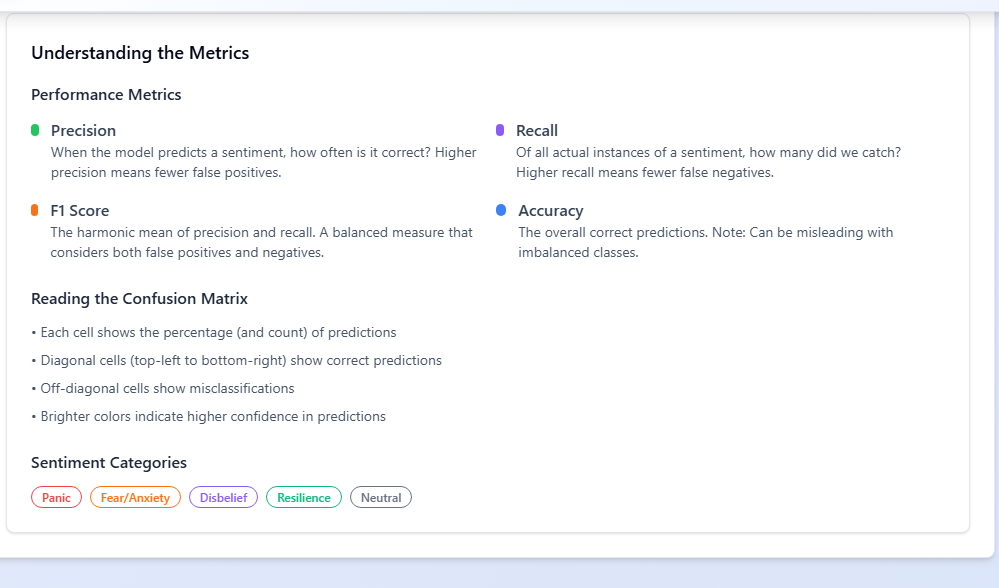 Understanding the Metrics
Performance Metrics
Precision
When the model predicts a sentiment, how often is it correct? Higher
precision means fewer false positives.
Recall
Of all actual instances of a sentiment, how many did we catch?
Higher recall means fewer false negatives.
F1 Score
The harmonic mean of precision and recall. A balanced measure that
considers both false positives and negatives.
Accuracy
The overall correct predictions. Note: Can be misleading with
imbalanced classes.
Reading the Confusion Matrix
• Each cell shows the percentage (and count) of predictions
• Diagonal cells (top-left to bottom-right) show correct predictions
• Off-diagonal cells show misclassifications
• Brighter colors indicate higher confidence in predictions
Sentiment Categories
Panic Fear/Anxiety Disbelief Resilience Neutral